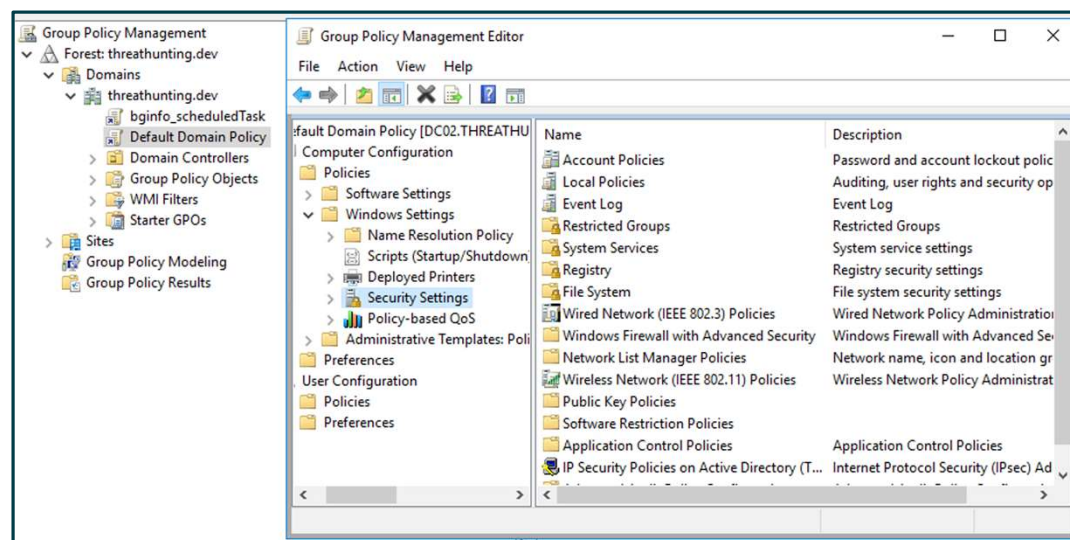 Group Policy Management
Forest: threathunting.dev
Domains
threathunting.dev
bginfo_scheduledTask
Default Domain Policy
Domain Controllers
Group Policy Objects
WMI Filters
Starter GPOs
Sites
Group Policy Modeling
Group Policy Results
Group Policy Management Editor
File Action View Help
Default Domain Policy [DC02.THREATHU
Computer Configuration
Policies
Software Settings
Windows Settings
Name Resolution Policy
Scripts (Startup/Shutdown
Deployed Printers
Security Settings
Policy-based QoS
Administrative Templates: Poli
Preferences
User Configuration
Policies
Preferences
Name Description
Account Policies Password and account lockout polic
Local Policies Auditing, user rights and security op
Event Log Event Log
Restricted Groups Restricted Groups
System Services System service settings
Registry Registry security settings
File System File system security settings
Wired Network (IEEE 802.3) Policies Wired Network Policy Administration
Windows Firewall with Advanced Security Windows Firewall with Advanced Se
Network List Manager Policies Network name, icon and location gr
Wireless Network (IEEE 802.11) Policies Wireless Network Policy Administrat
Public Key Policies
Software Restriction Policies
Application Control Policies Application Control Policies
IP Security Policies on Active Directory (T... Internet Protocol Security (IPsec) Ad